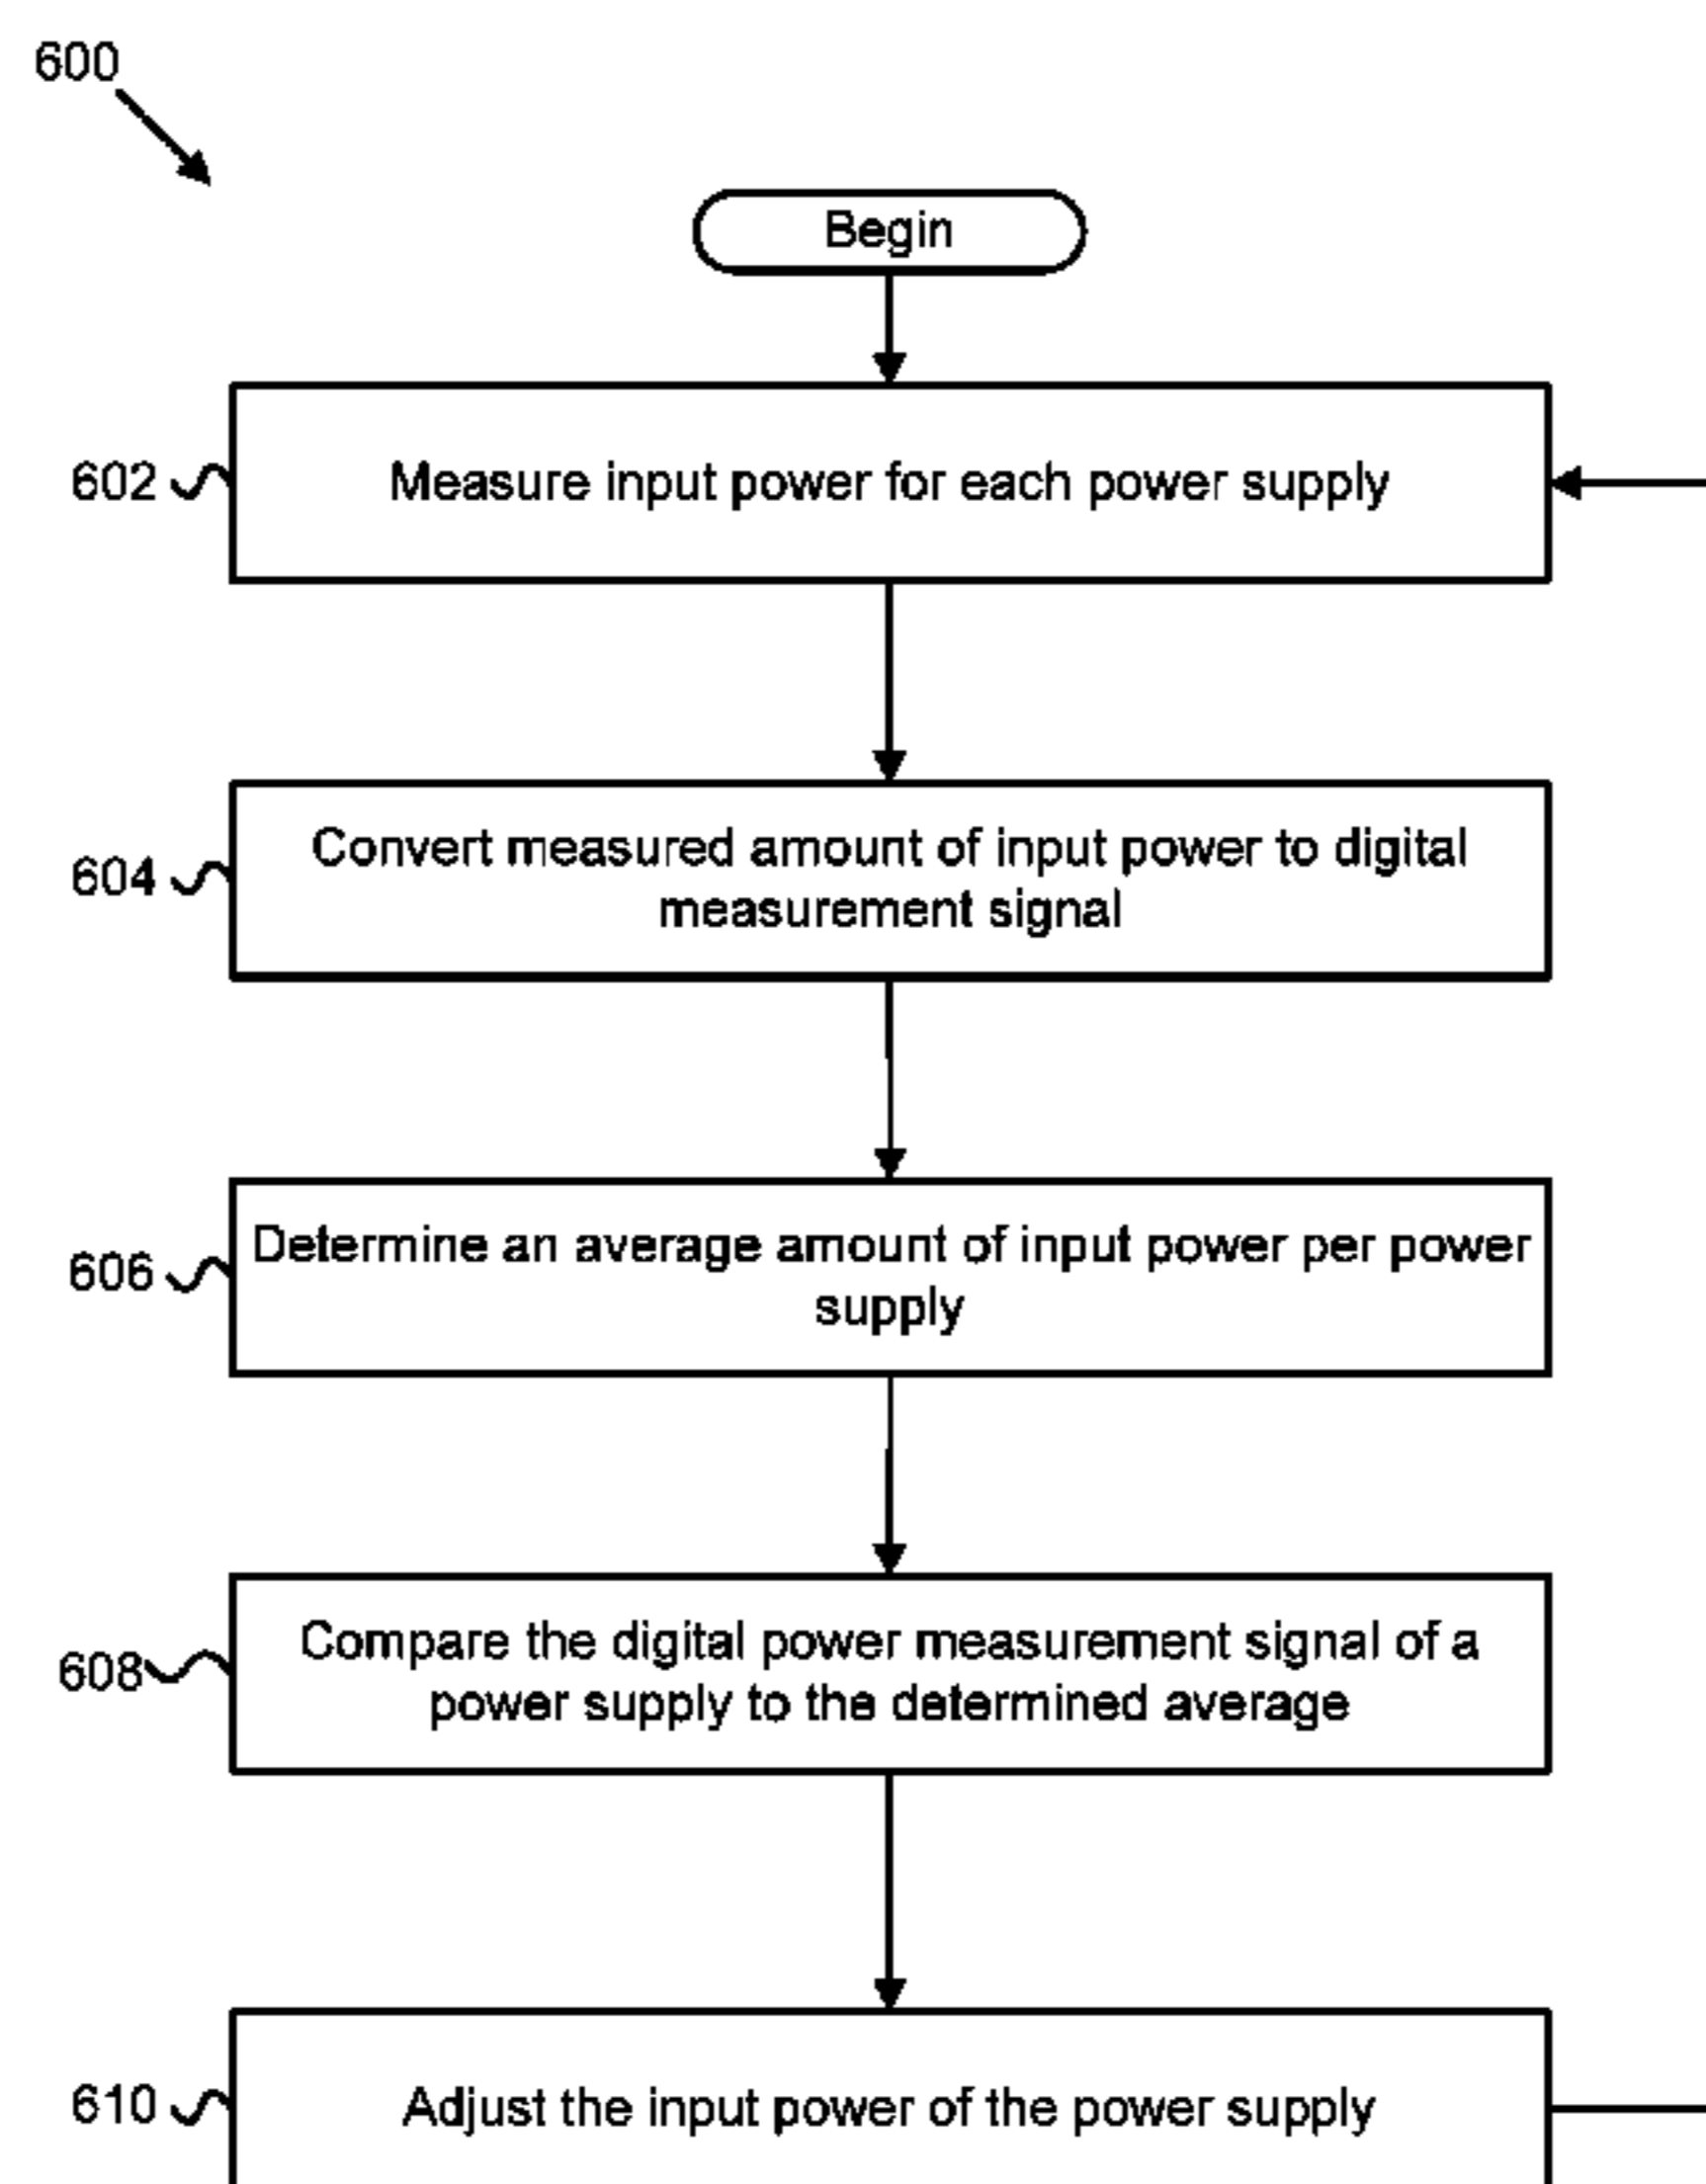 600
Begin
602
Measure input power for each power supply
604
Convert measured amount of input power to digital
measurement signal
606
Determine an average amount of input power per power
supply
608
Compare the digital power measurement signal of a
power supply to the determined average
610
Adjust the input power of the power supply